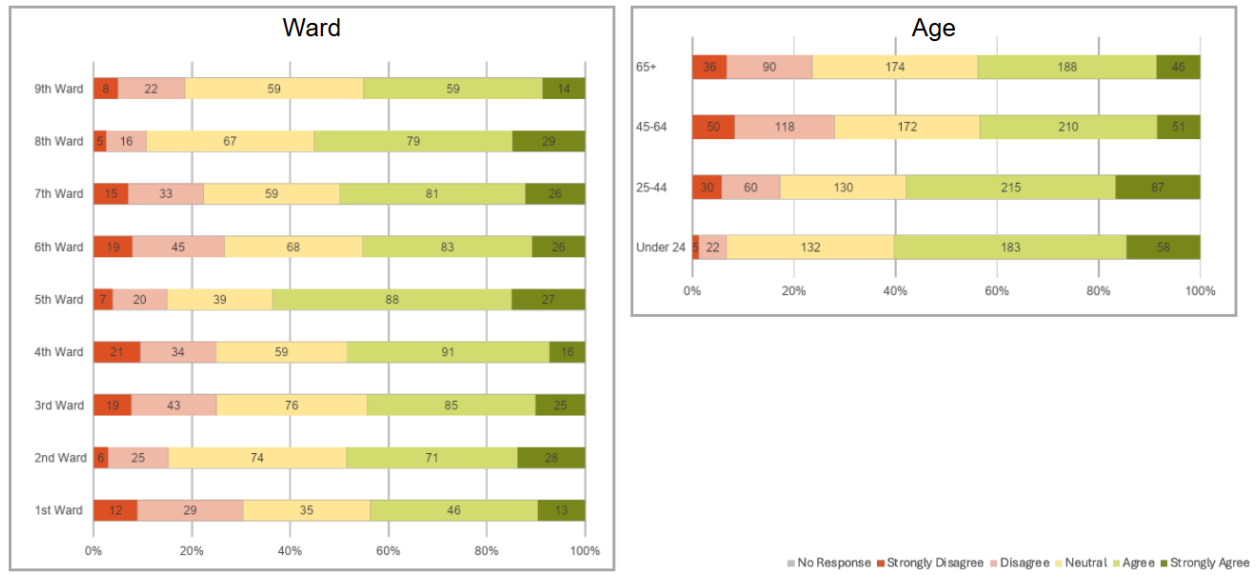 Ward
9th Ward 8 22 59 59 14
8th Ward 5 16 67 79 29
7th Ward 15 33 59 81 26
6th Ward 19 45 68 83 26
5th Ward 7 20 39 88 27
4th Ward 21 34 59 91 16
3rd Ward 19 43 76 85 25
2nd Ward 6 25 74 71 28
1st Ward 12 29 35 46 13
0% 20% 40% 60% 80% 100%
Age
65+ 36 90 174 188 46
45-64 50 118 172 210 51
25-44 30 60 130 215 87
Under 24 5 22 132 183 58
0% 20% 40% 60% 80% 100%
No Response Strongly Disagree Disagree Neutral Agree Strongly Agree